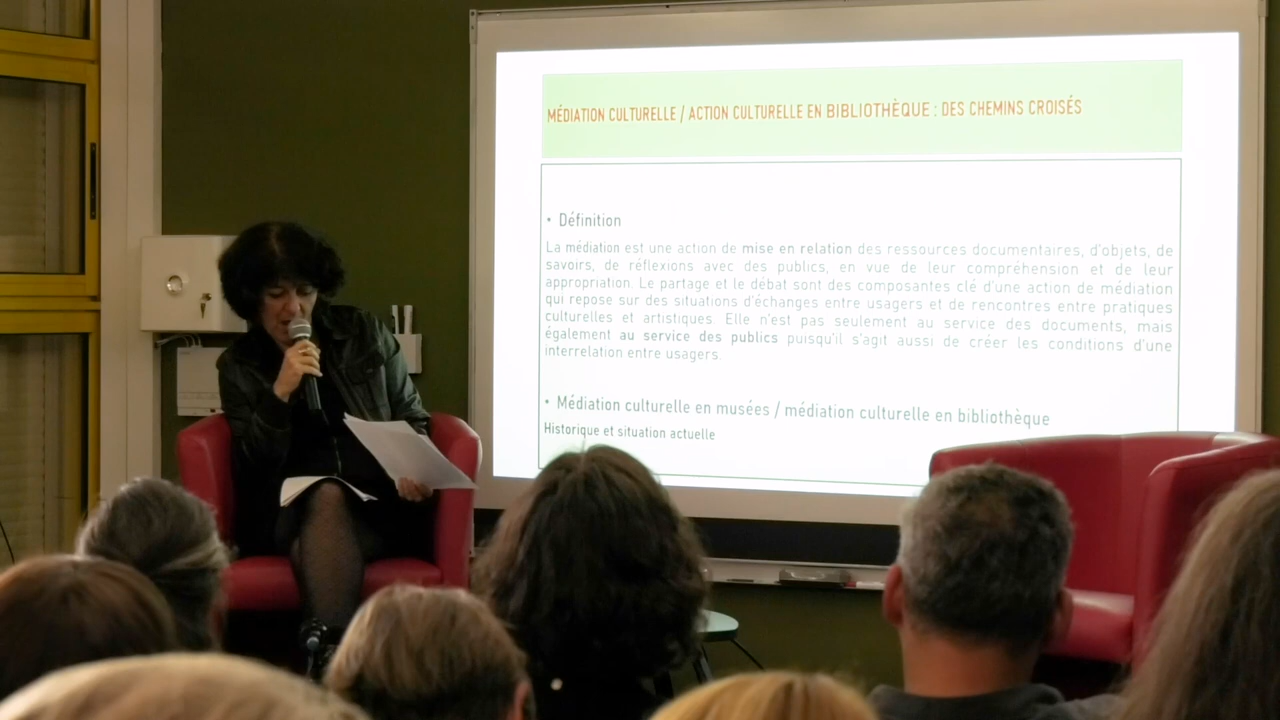 MÉDIATION CULTURELLE / ACTION CULTURELLE EN BIBLIOTHÈQUE : DES CHEMINS CROISÉS
• Définition
La médiation est une action de mise en relation des ressources documentaires, d'objets, de
savoirs, de réflexions avec des publics, en vue de leur compréhension et de leur
appropriation. Le partage et le débat sont des composantes clé d'une action de médiation
qui repose sur des situations d'échanges entre usagers et de rencontres entre pratiques
culturelles et artistiques. Elle n'est pas seulement au service des documents, mais
également au service des publics puisqu'il s'agit aussi de créer les conditions d'une
interrelation entre usagers.
• Médiation culturelle en musées / médiation culturelle en bibliothèque
Historique et situation actuelle